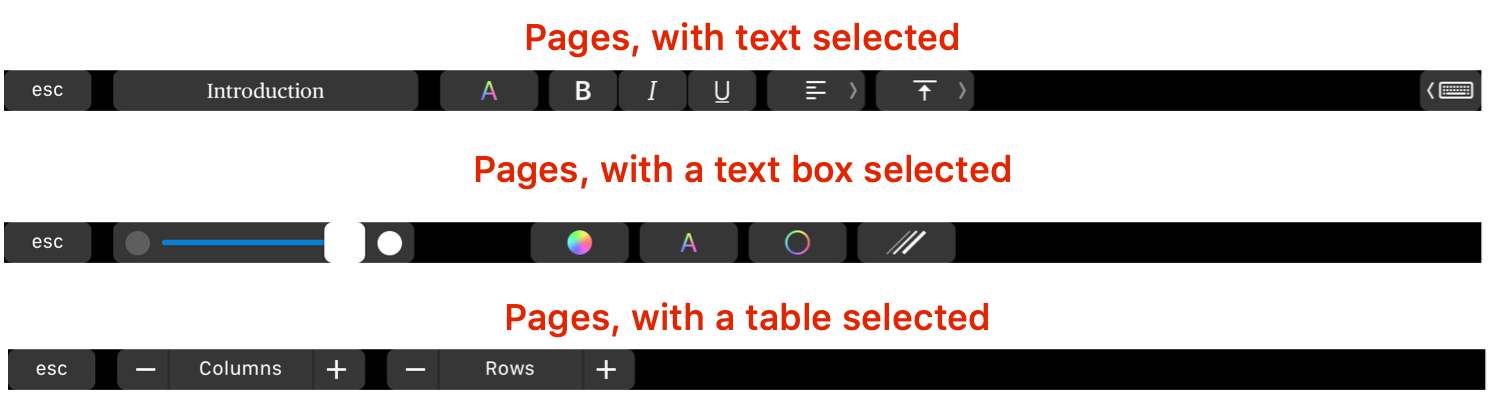 Pages, with text selected
esc Introduction A B I U
Pages, with a text box selected
esc A
Pages, with a table selected
esc − Columns + − Rows +